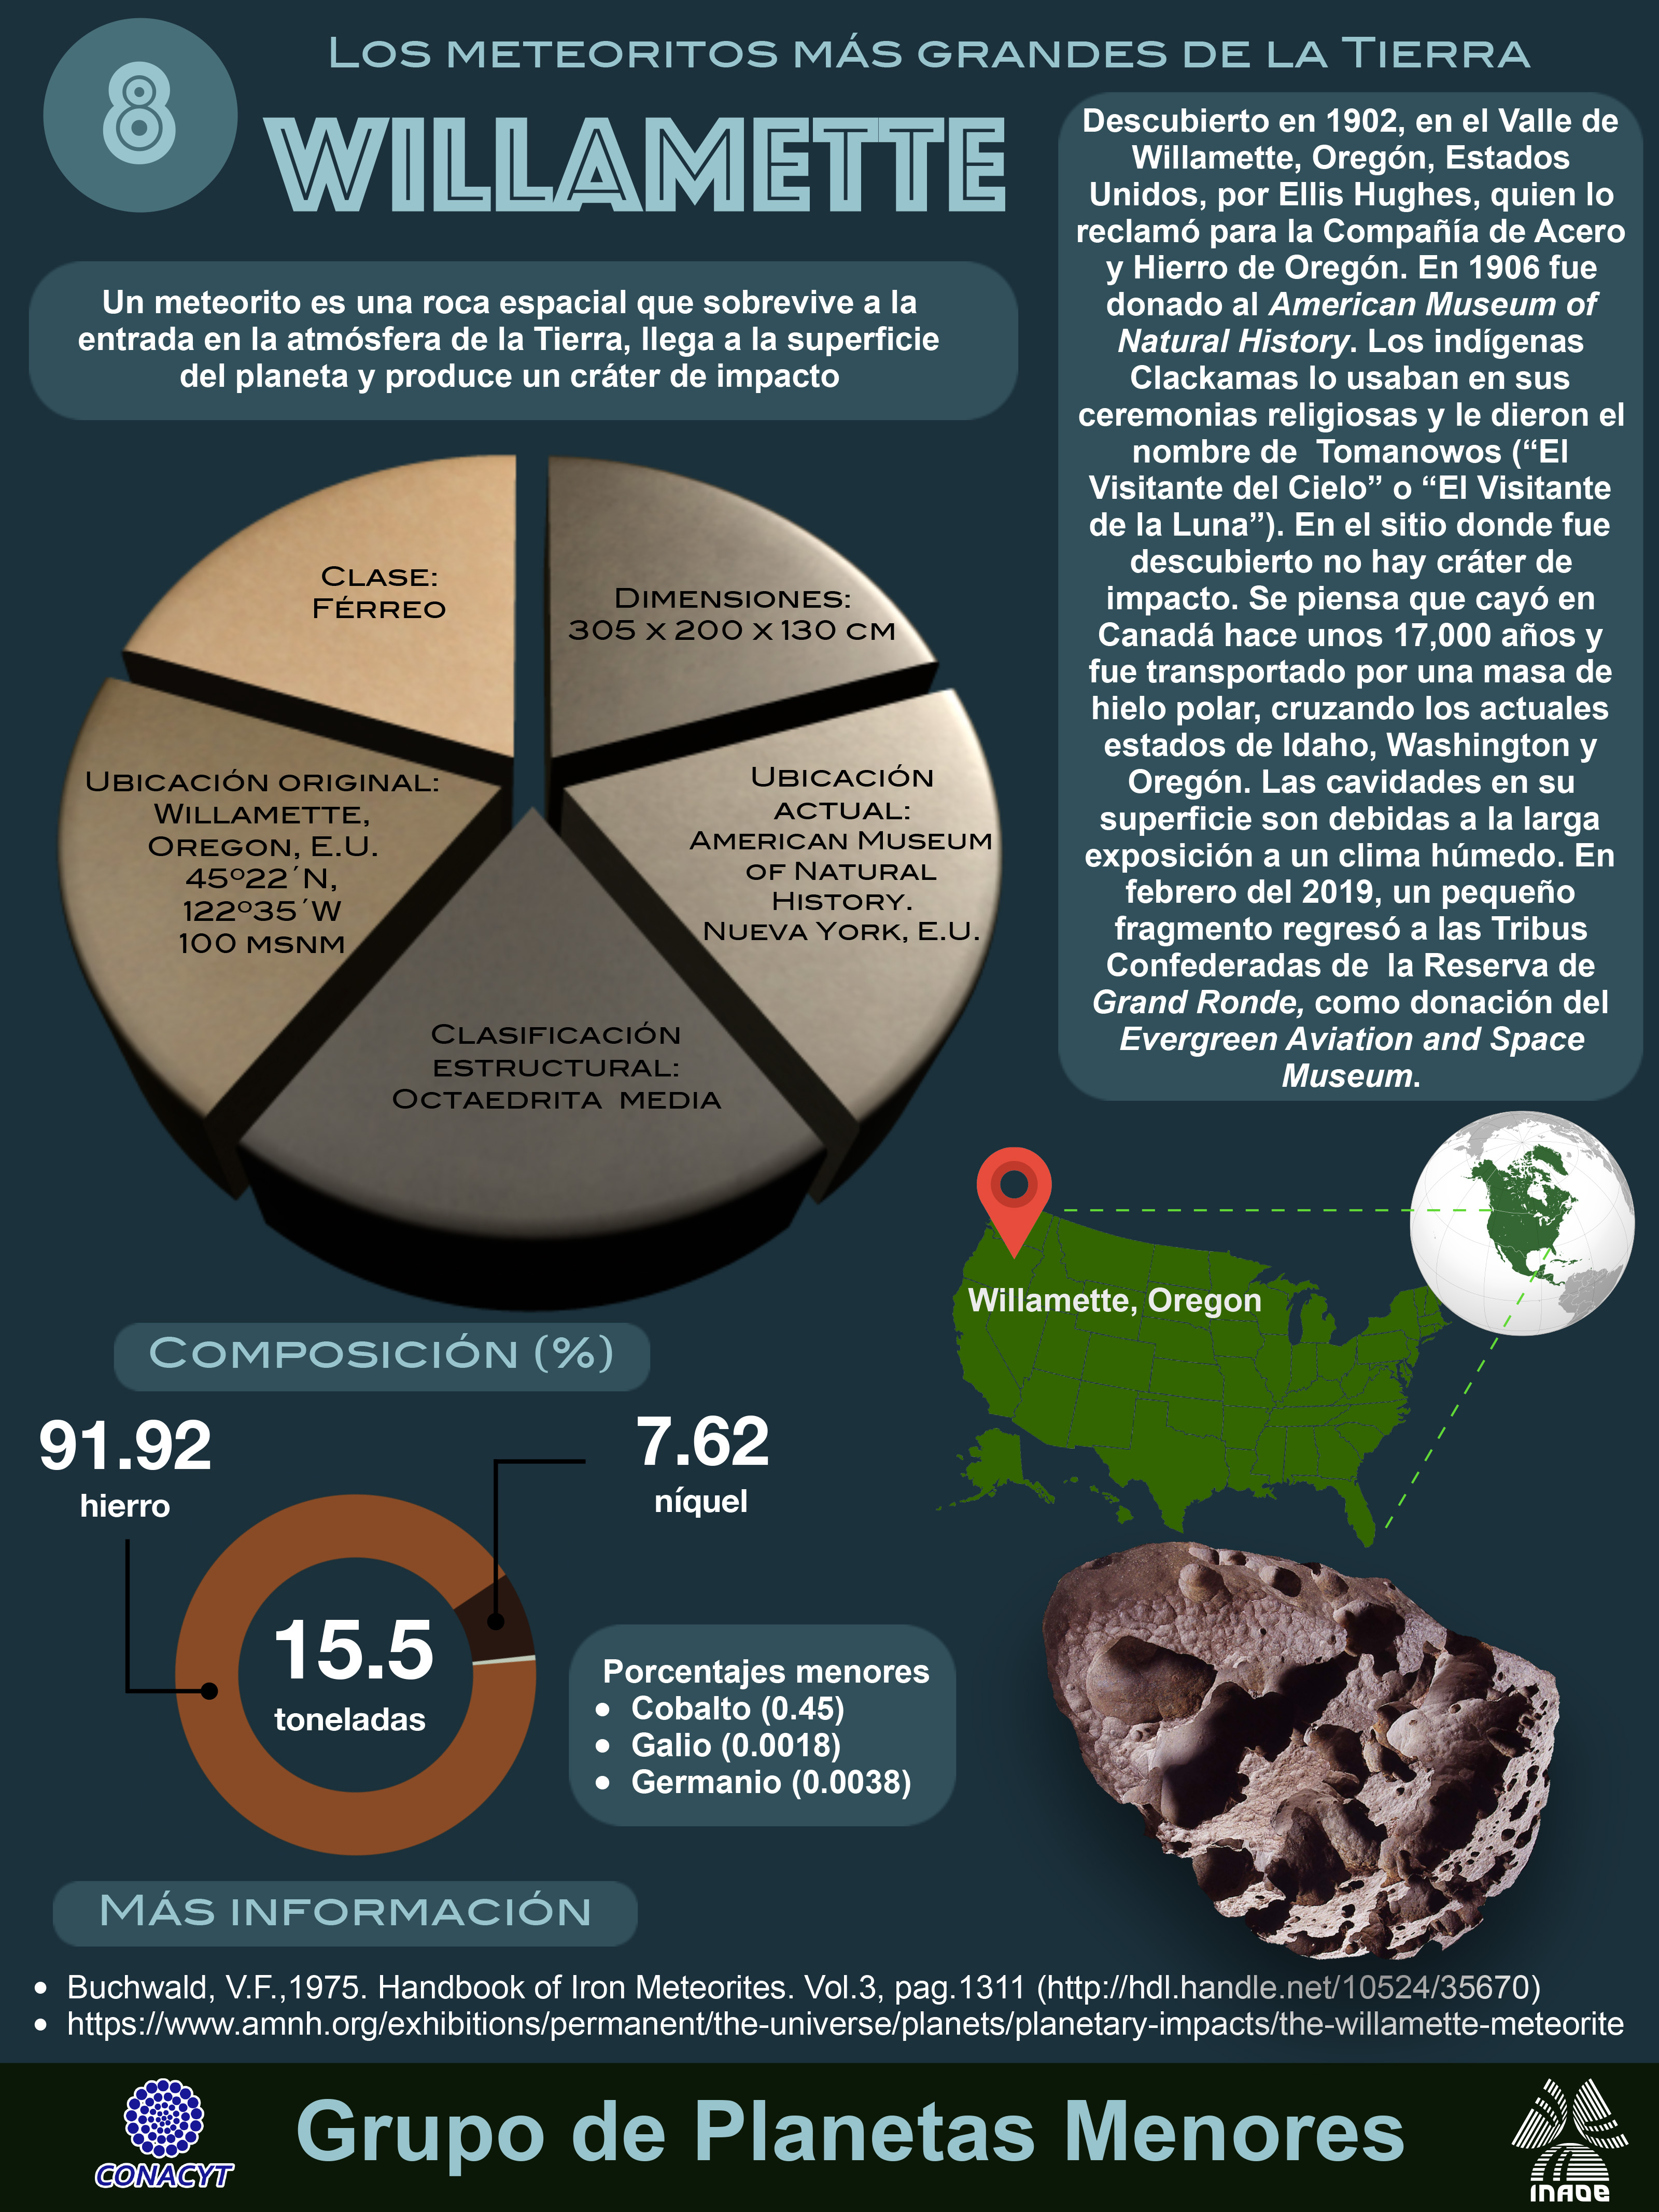 8
Los meteoritos más grandes de la Tierra
WILLAMETTE
Un meteorito es una roca espacial que sobrevive a la
entrada en la atmósfera de la Tierra, llega a la superficie
del planeta y produce un cráter de impacto
Descubierto en 1902, en el Valle de
Willamette, Oregón, Estados
Unidos, por Ellis Hughes, quien lo
reclamó para la Compañía de Acero
y Hierro de Oregón. En 1906 fue
donado al American Museum of
Natural History. Los indígenas
Clackamas lo usaban en sus
ceremonias religiosas y le dieron el
nombre de  Tomanowos (“El
Visitante del Cielo” o “El Visitante
de la Luna”). En el sitio donde fue
descubierto no hay cráter de
impacto. Se piensa que cayó en
Canadá hace unos 17,000 años y
fue transportado por una masa de
hielo polar, cruzando los actuales
estados de Idaho, Washington y
Oregón. Las cavidades en su
superficie son debidas a la larga
exposición a un clima húmedo. En
febrero del 2019, un pequeño
fragmento regresó a las Tribus
Confederadas de  la Reserva de
Grand Ronde, como donación del
Evergreen Aviation and Space
Museum.
Clase:
Férreo
Dimensiones:
305 x 200 x 130 cm
Ubicación original:
Willamette,
Oregon, E.U.
45º22´N,
122º35´W
100 msnm
Ubicación
actual:
American Museum
of Natural
History.
Nueva York, E.U.
Clasificación
estructural:
Octaedrita  media
Willamette, Oregon
Composición (%)
91.92
hierro
7.62
níquel
15.5
toneladas
Porcentajes menores
• Cobalto (0.45)
• Galio (0.0018)
• Germanio (0.0038)
Más información
• Buchwald, V.F.,1975. Handbook of Iron Meteorites. Vol.3, pag.1311 (http://hdl.handle.net/10524/35670)
• https://www.amnh.org/exhibitions/permanent/the-universe/planets/planetary-impacts/the-willamette-meteorite
CONACYT
Grupo de Planetas Menores
INAOE